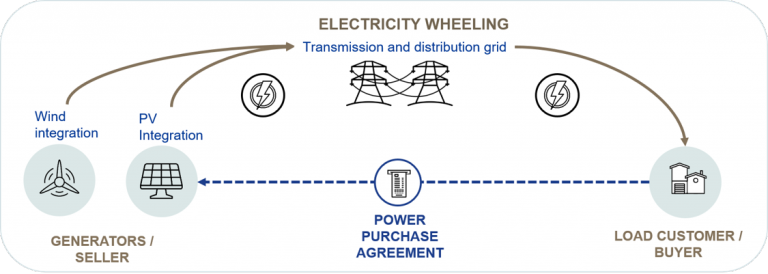 ELECTRICITY WHEELING
Transmission and distribution grid
Wind
integration
PV
Integration
POWER
PURCHASE
AGREEMENT
GENERATORS /
SELLER
LOAD CUSTOMER /
BUYER